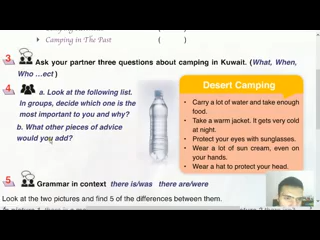 ➤ Camping in The Past ( )
3 Ask your partner three questions about camping in Kuwait. (What, When,
Who ...ect )
4 a. Look at the following list.
In groups, decide which one is the
most important to you and why?
b. What other pieces of advice
would you add?
Desert Camping
• Carry a lot of water and take enough
food.
• Take a warm jacket. It gets very cold
at night.
• Protect your eyes with sunglasses.
• Wear a lot of sun cream, even on
your hands.
• Wear a hat to protect your head.
5 Grammar in context there is/was there are/were
Look at the two pictures and find 5 of the differences between them.